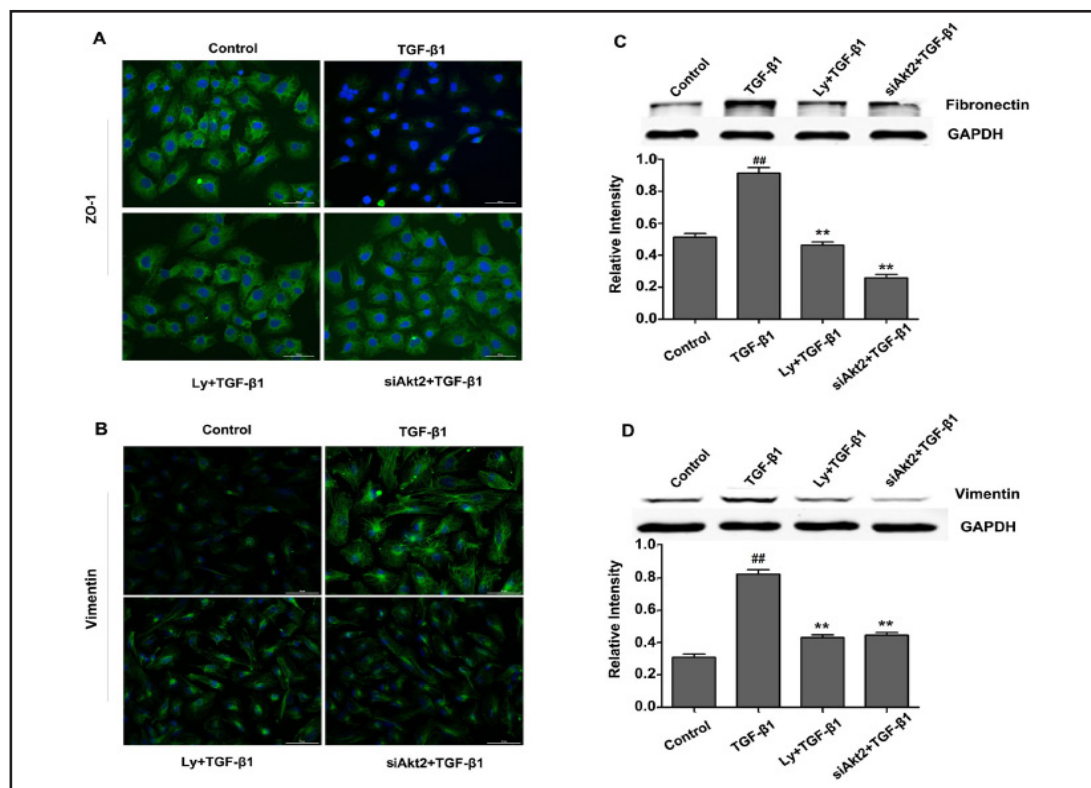 A
Control
TGF-β1
ZO-1
Ly+TGF-β1
siAkt2+TGF-β1
B
Control
TGF-β1
Vimentin
Ly+TGF-β1
siAkt2+TGF-β1
C
Control
TGF-β1
Ly+TGF-β1
siAkt2+TGF-β1
Fibronectin
GAPDH
Relative Intensity
1.0
0.8
0.6
0.4
0.2
0.0
##
**
**
Control
TGF-β1
Ly+TGF-β1
siAkt2+TGF-β1
D
Control
TGF-β1
Ly+TGF-β1
siAkt2+TGF-β1
Vimentin
GAPDH
Relative Intensity
1.0
0.8
0.6
0.4
0.2
0.0
##
**
**
Control
TGF-β1
Ly+TGF-β1
siAkt2+TGF-β1